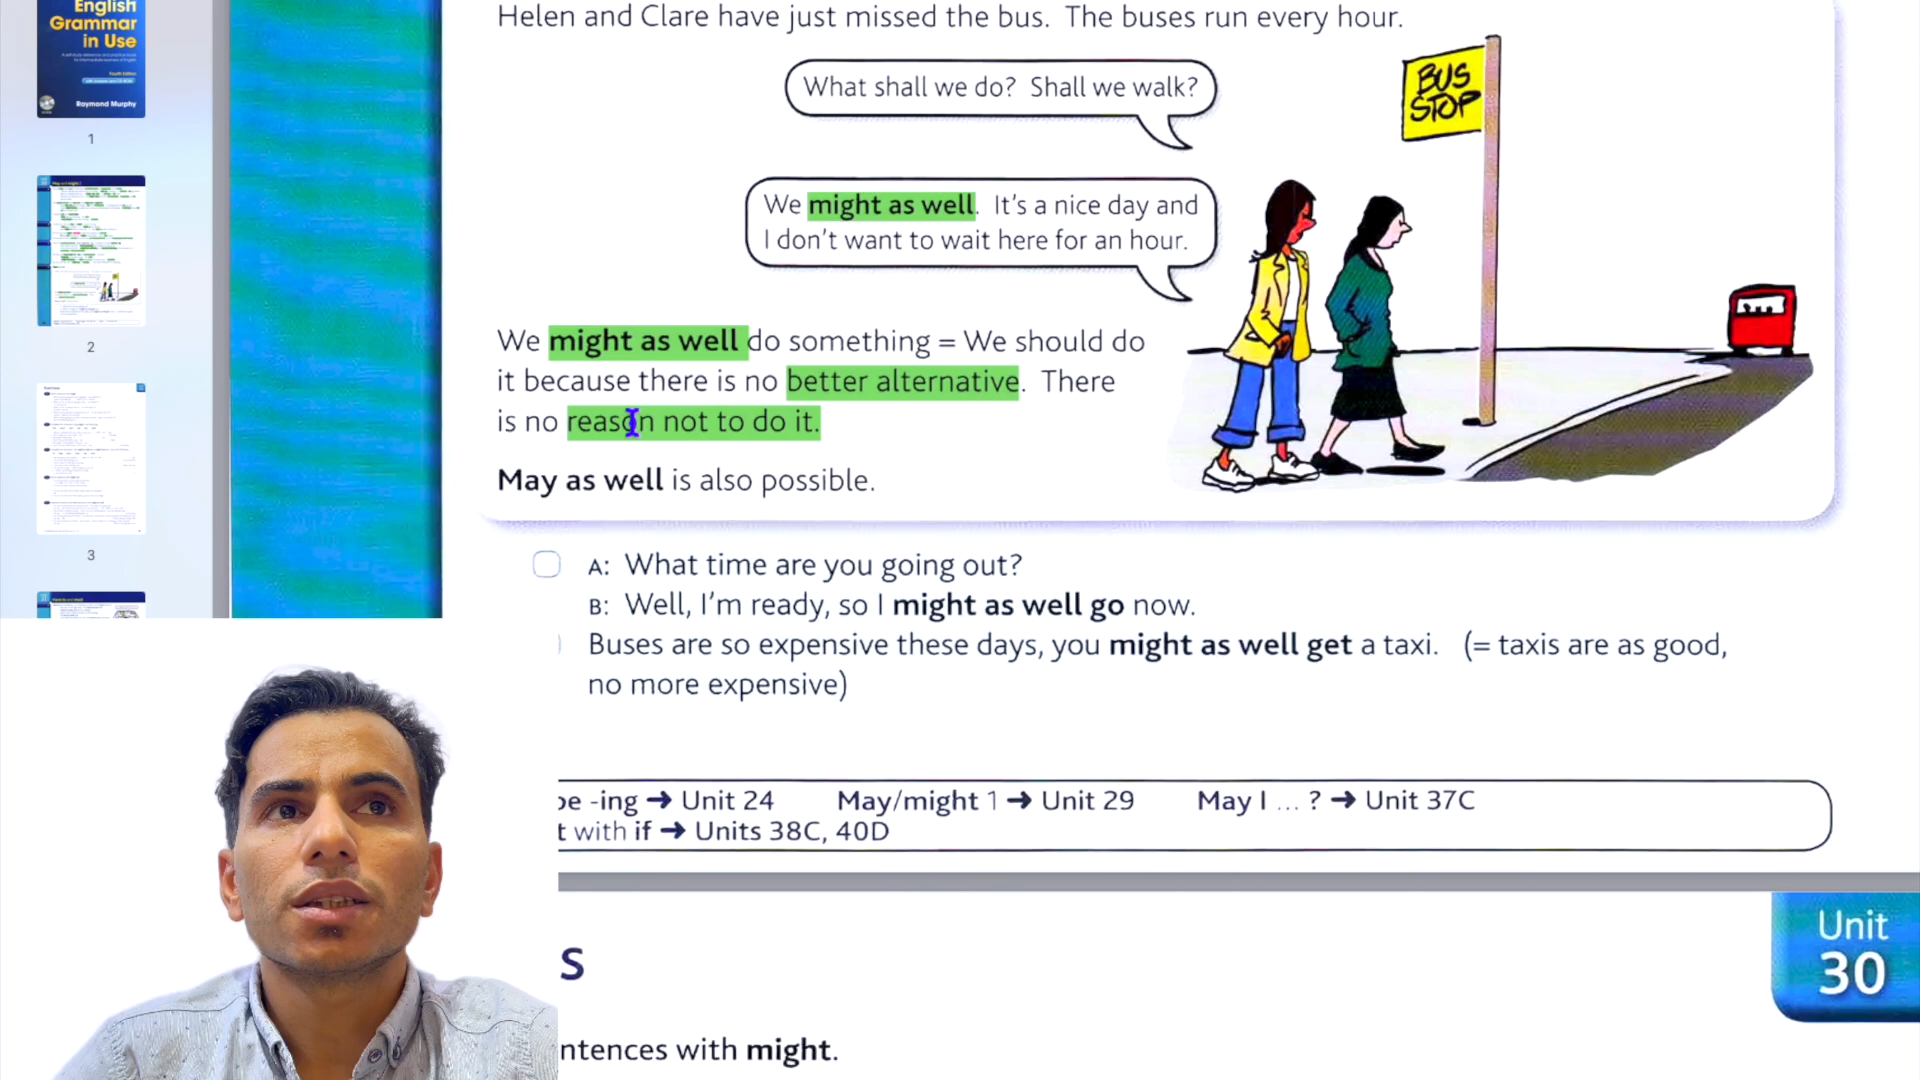 English
Grammar
in Use
Fourth Edition
Raymond Murphy
1
2
3
Helen and Clare have just missed the bus. The buses run every hour.
What shall we do? Shall we walk?
BUS
STOP
We might as well. It's a nice day and
I don't want to wait here for an hour.
We might as well do something = We should do
it because there is no better alternative. There
is no reason not to do it.
May as well is also possible.
A: What time are you going out?
B: Well, I'm ready, so I might as well go now.
Buses are so expensive these days, you might as well get a taxi. (= taxis are as good,
no more expensive)
be -ing → Unit 24 May/might 1 → Unit 29 May I ... ? → Unit 37C
t with if → Units 38C, 40D
Unit
30
s
ntences with might.